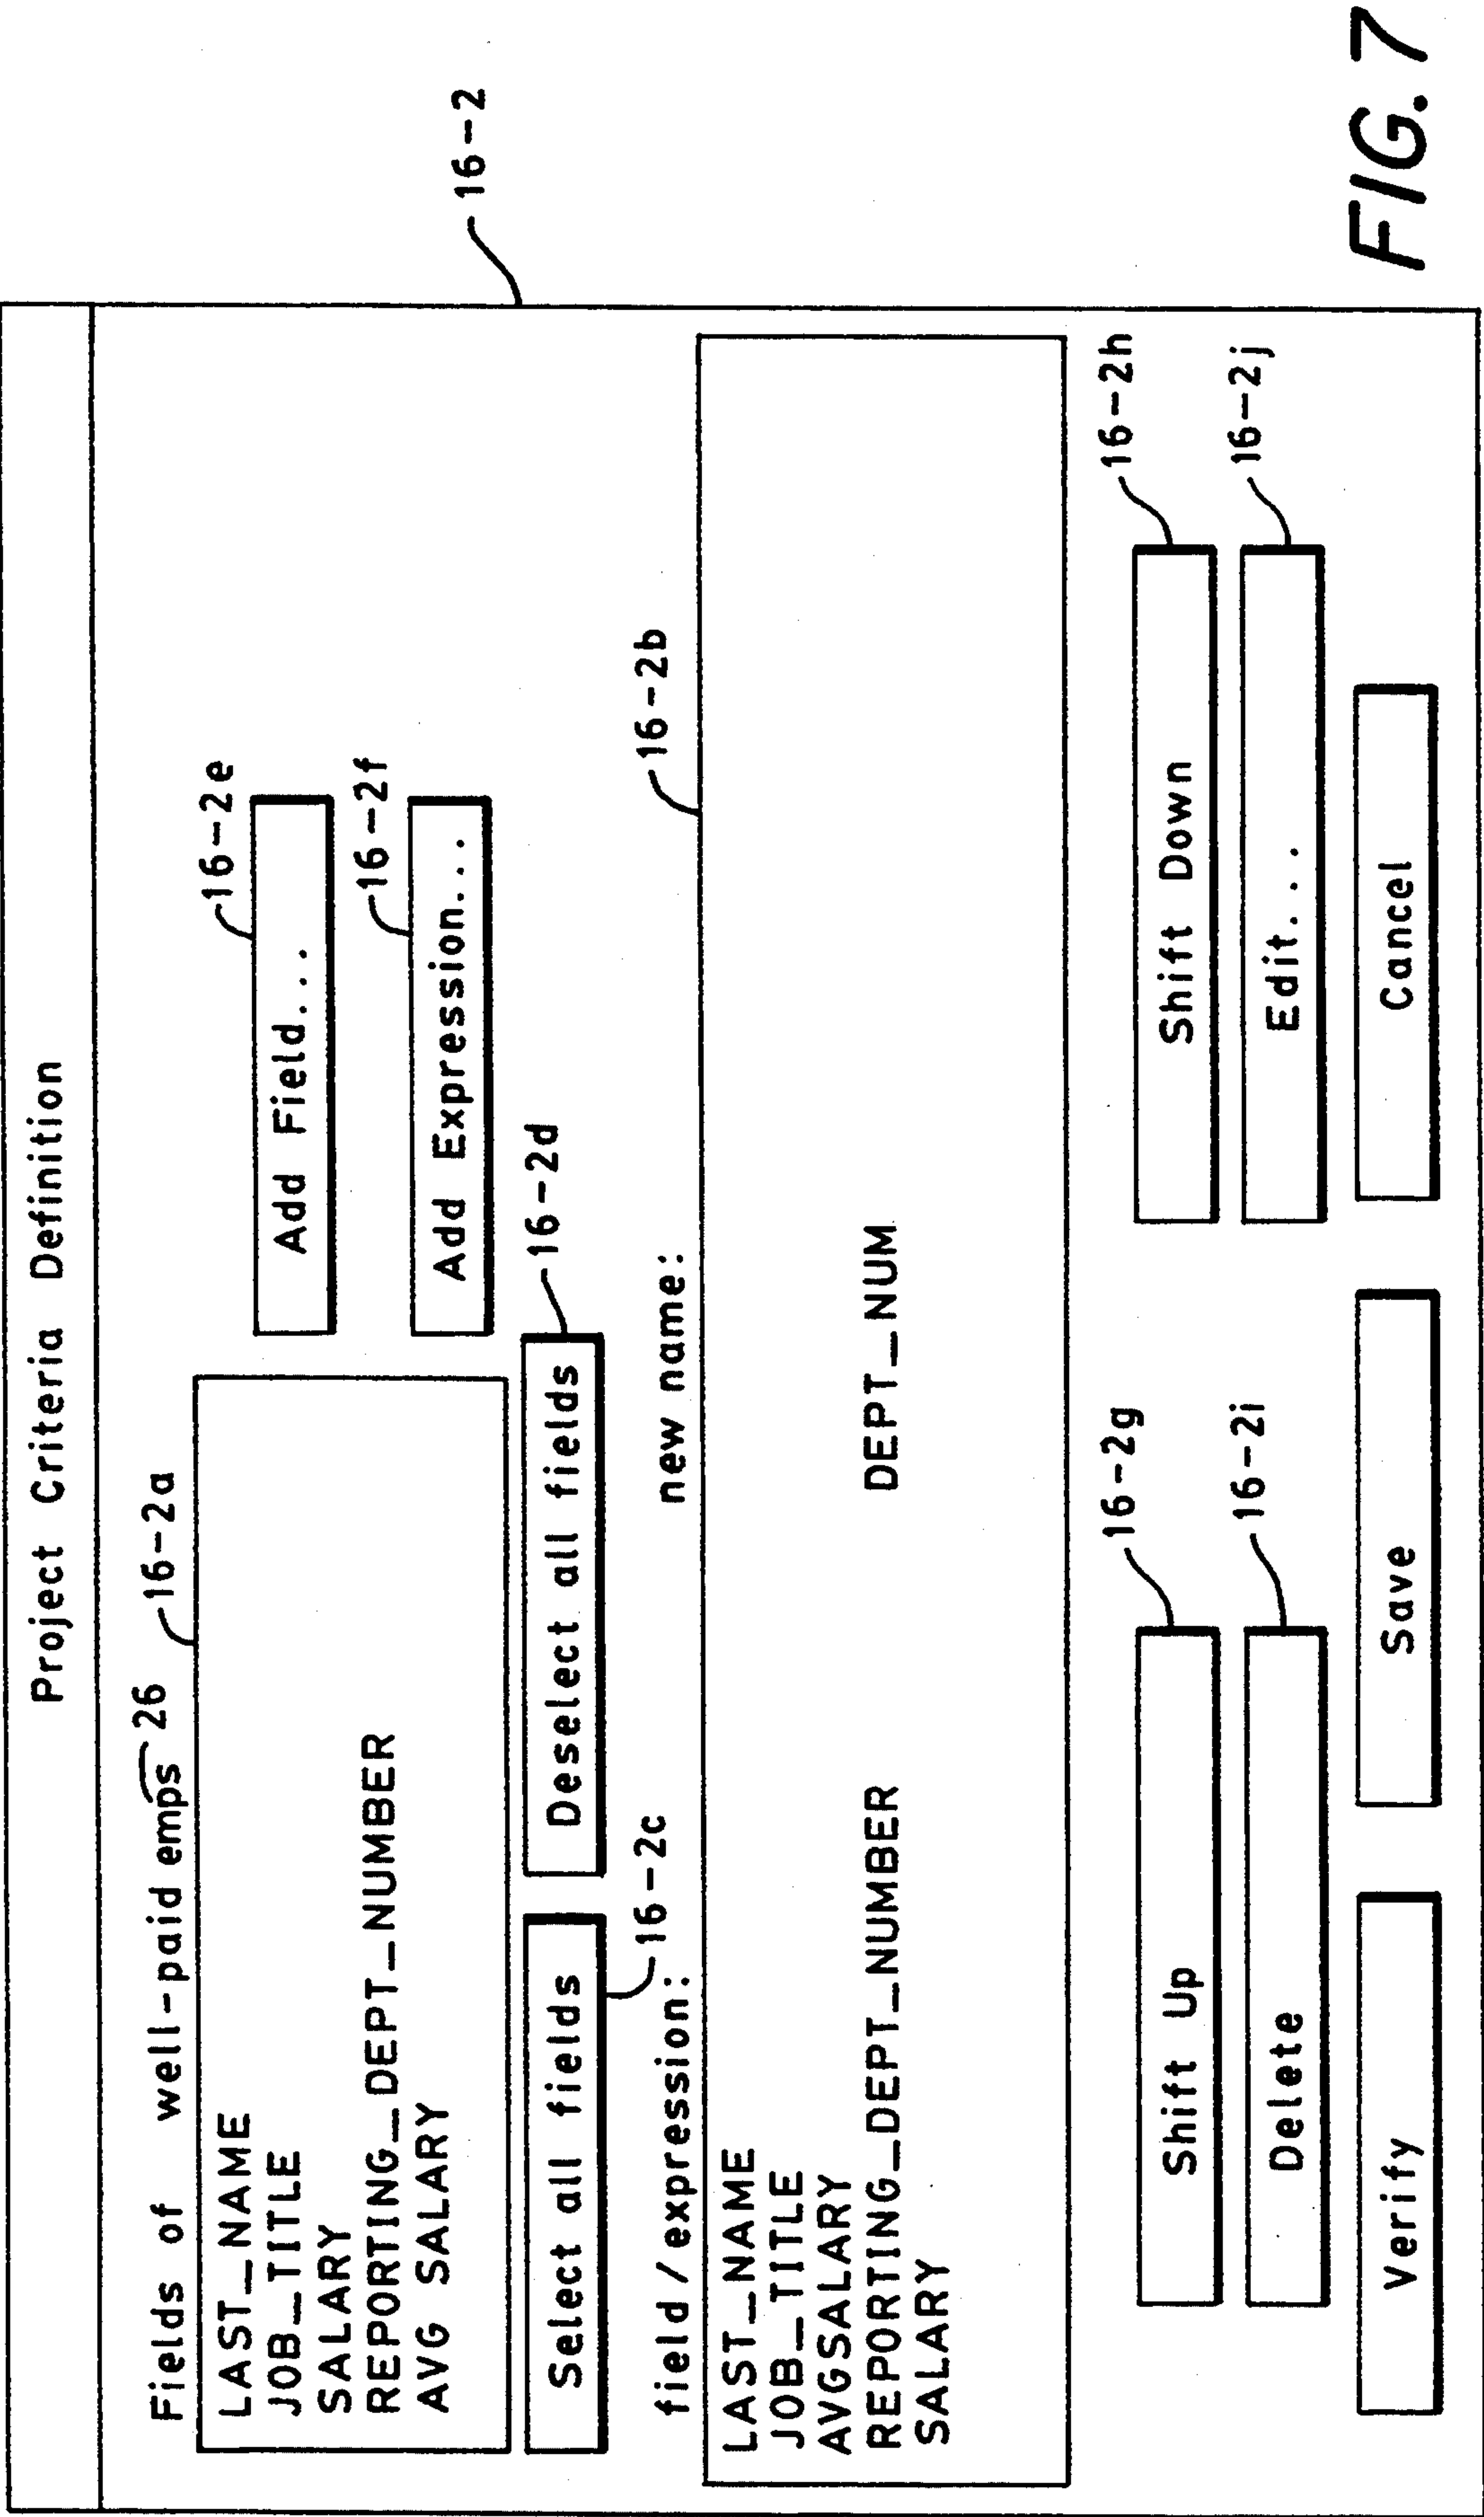 Project Criteria Definition
16-2
Fields of well-paid emps 26
16-2a
LAST_NAME
JOB_TITLE
SALARY
REPORTING_DEPT_NUMBER
AVG SALARY
16-2e
Add Field...
16-2f
Add Expression...
Select all fields
Deselect all fields
16-2d
16-2c
field/expression:
new name:
16-2b
LAST_NAME
JOB_TITLE
AVGSALARY
REPORTING_DEPT_NUMBER DEPT_NUM
SALARY
16-2g
16-2h
Shift Up
Shift Down
16-2i
16-2j
Delete
Edit...
Verify
Save
Cancel
FIG. 7